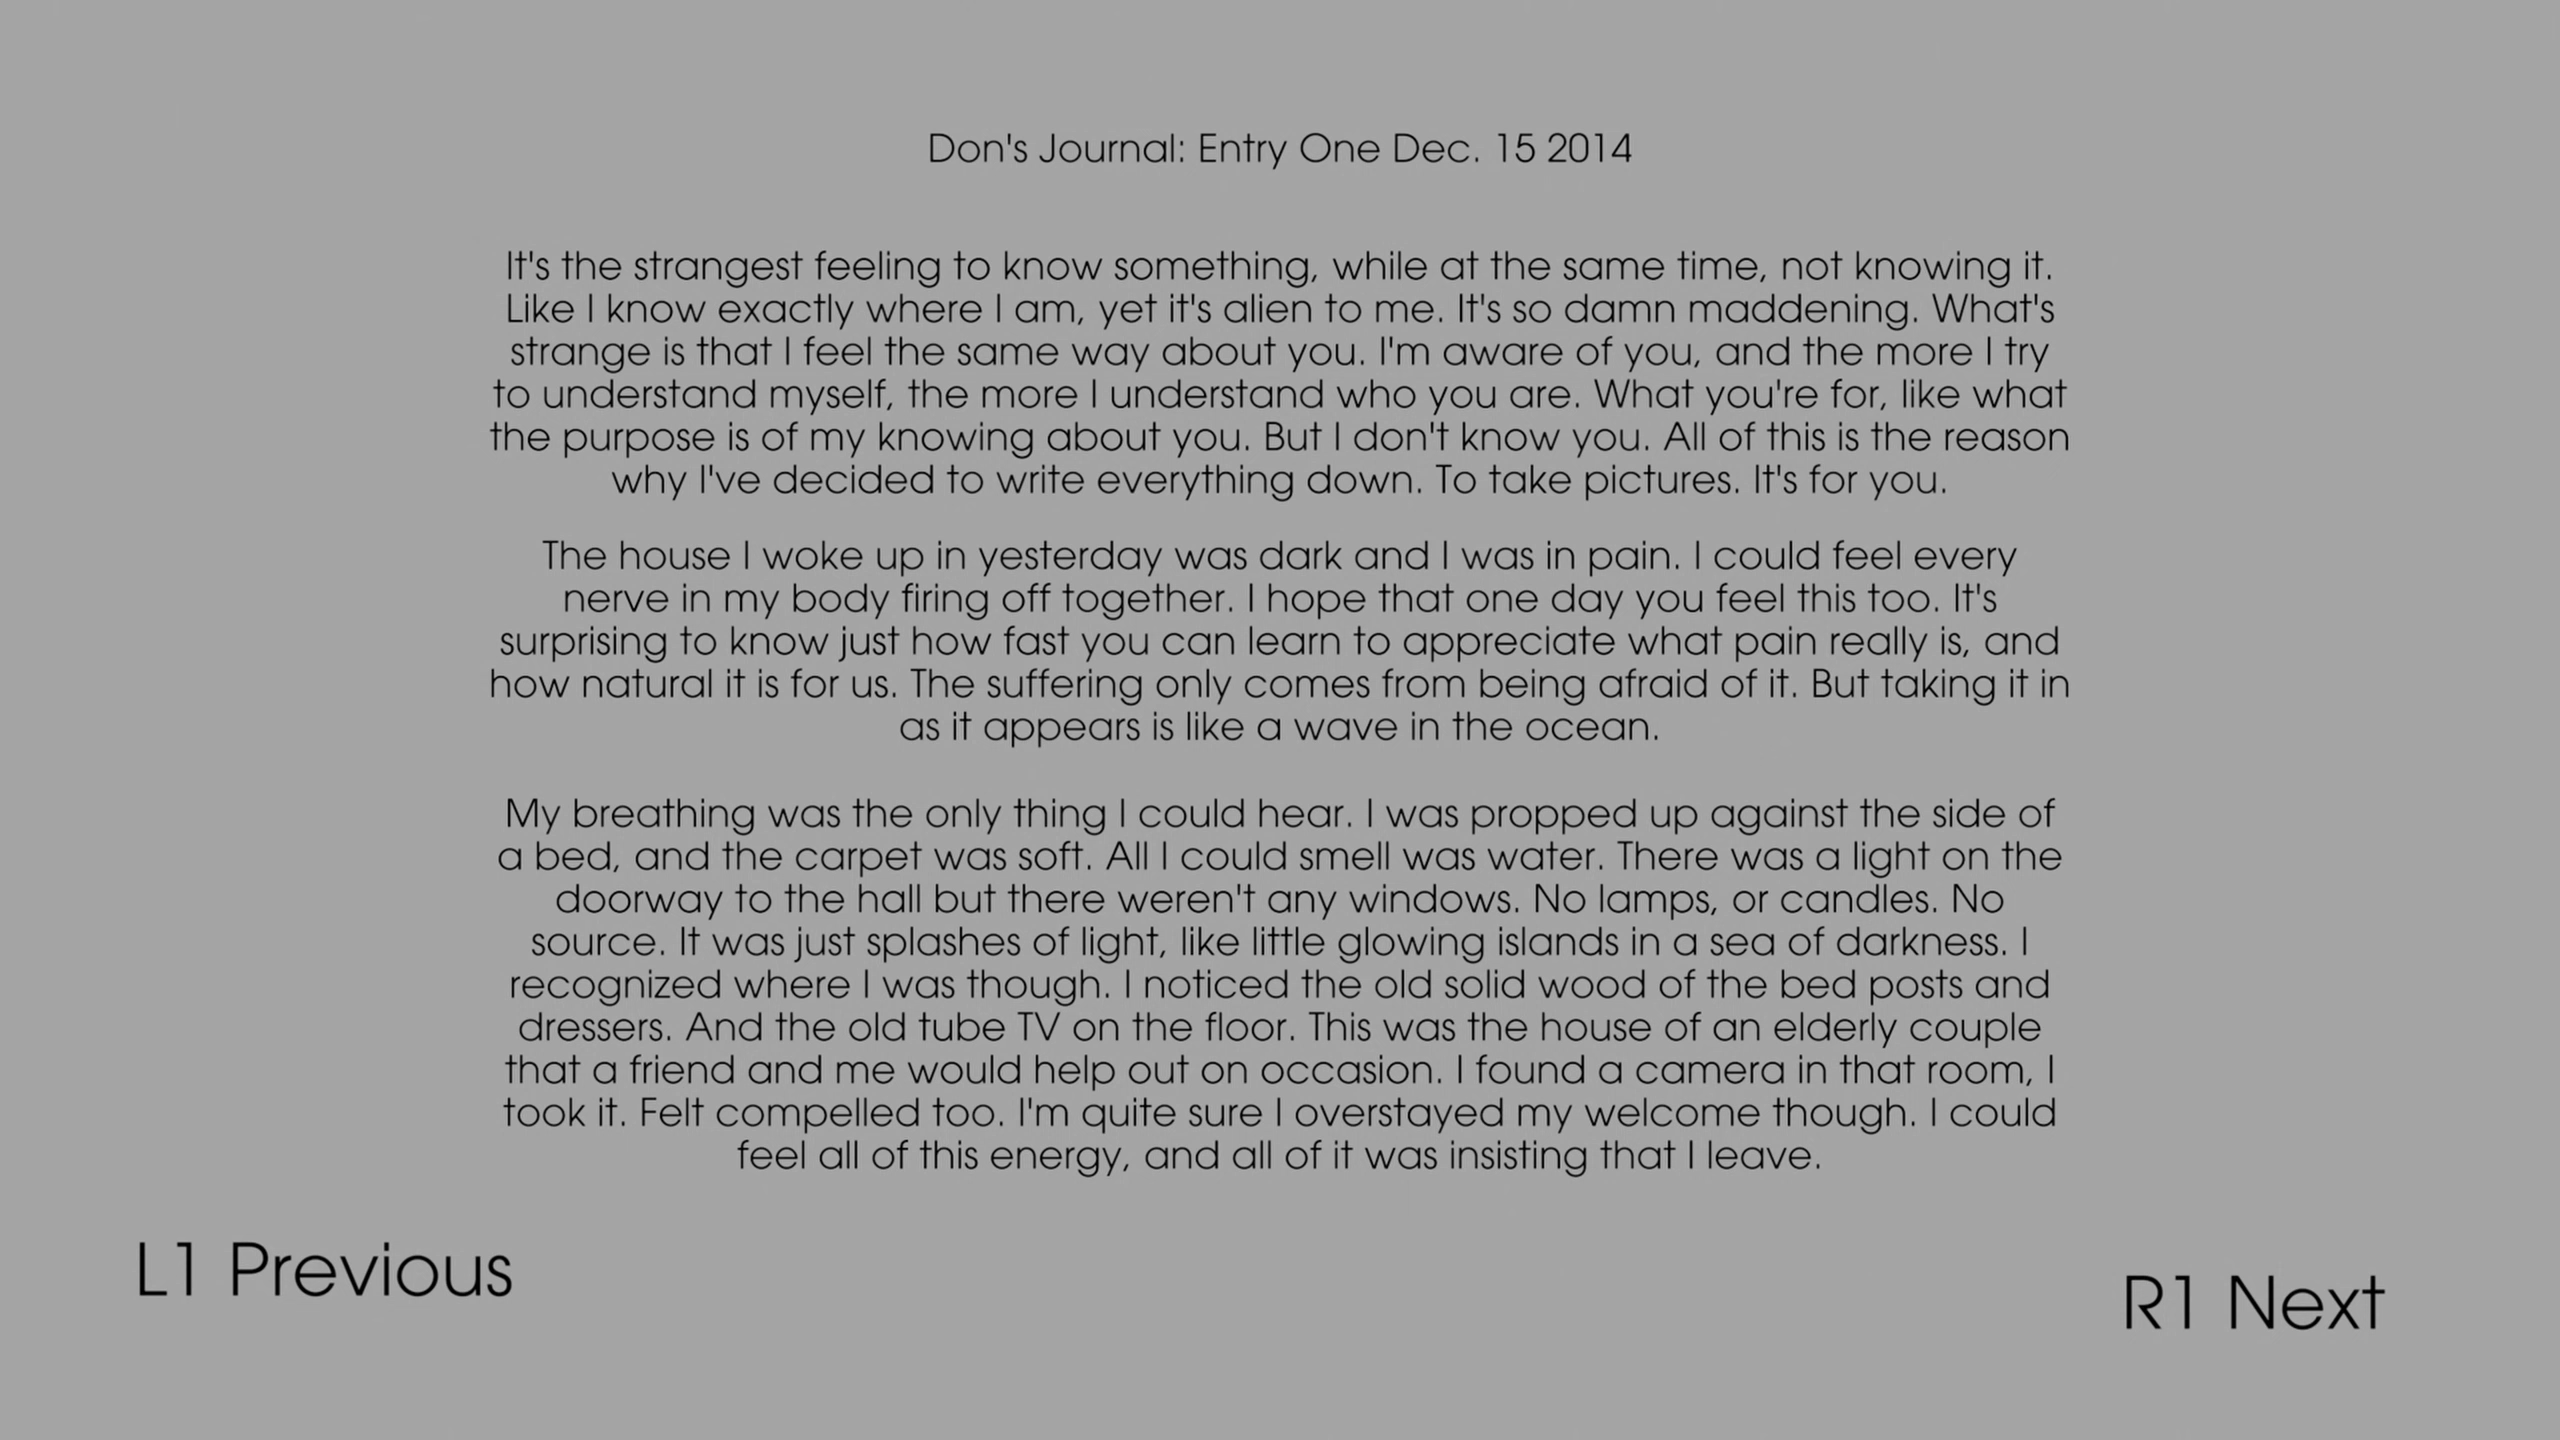 Don's Journal: Entry One Dec. 15 2014
It's the strangest feeling to know something, while at the same time, not knowing it.
Like I know exactly where I am, yet it's alien to me. It's so damn maddening. What's
strange is that I feel the same way about you. I'm aware of you, and the more I try
to understand myself, the more I understand who you are. What you're for, like what
the purpose is of my knowing about you. But I don't know you. All of this is the reason
why I've decided to write everything down. To take pictures. It's for you.
The house I woke up in yesterday was dark and I was in pain. I could feel every
nerve in my body firing off together. I hope that one day you feel this too. It's
surprising to know just how fast you can learn to appreciate what pain really is, and
how natural it is for us. The suffering only comes from being afraid of it. But taking it in
as it appears is like a wave in the ocean.
My breathing was the only thing I could hear. I was propped up against the side of
a bed, and the carpet was soft. All I could smell was water. There was a light on the
doorway to the hall but there weren't any windows. No lamps, or candles. No
source. It was just splashes of light, like little glowing islands in a sea of darkness. I
recognized where I was though. I noticed the old solid wood of the bed posts and
dressers. And the old tube TV on the floor. This was the house of an elderly couple
that a friend and me would help out on occasion. I found a camera in that room, I
took it. Felt compelled too. I'm quite sure I overstayed my welcome though. I could
feel all of this energy, and all of it was insisting that I leave.
L1 Previous
R1 Next